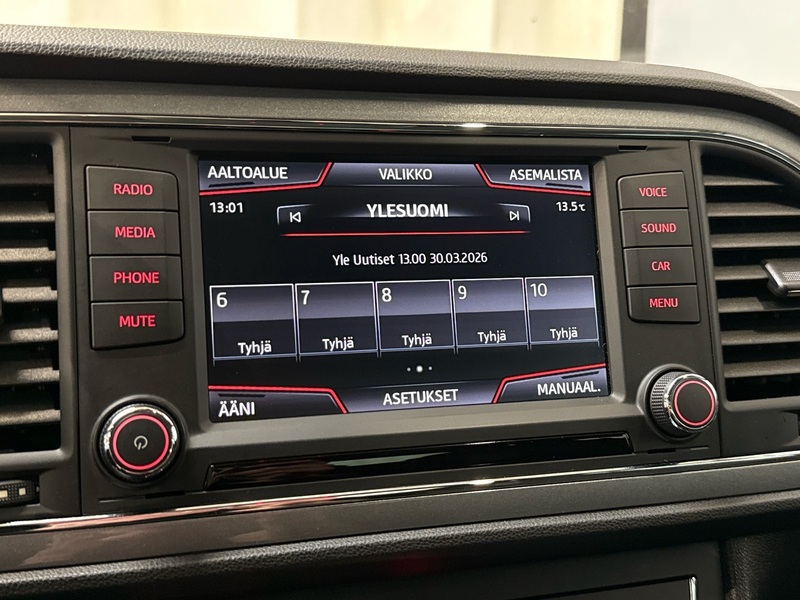 RADIO
MEDIA
PHONE
MUTE
AALTOALUE VALIKKO ASEMALISTA
13:01 YLESUOMI 13.5℃
Yle Uutiset 13.00 30.03.2026
6 7 8 9 10
Tyhjä Tyhjä Tyhjä Tyhjä Tyhjä
ÄÄNI ASETUKSET MANUAAL.
VOICE
SOUND
CAR
MENU